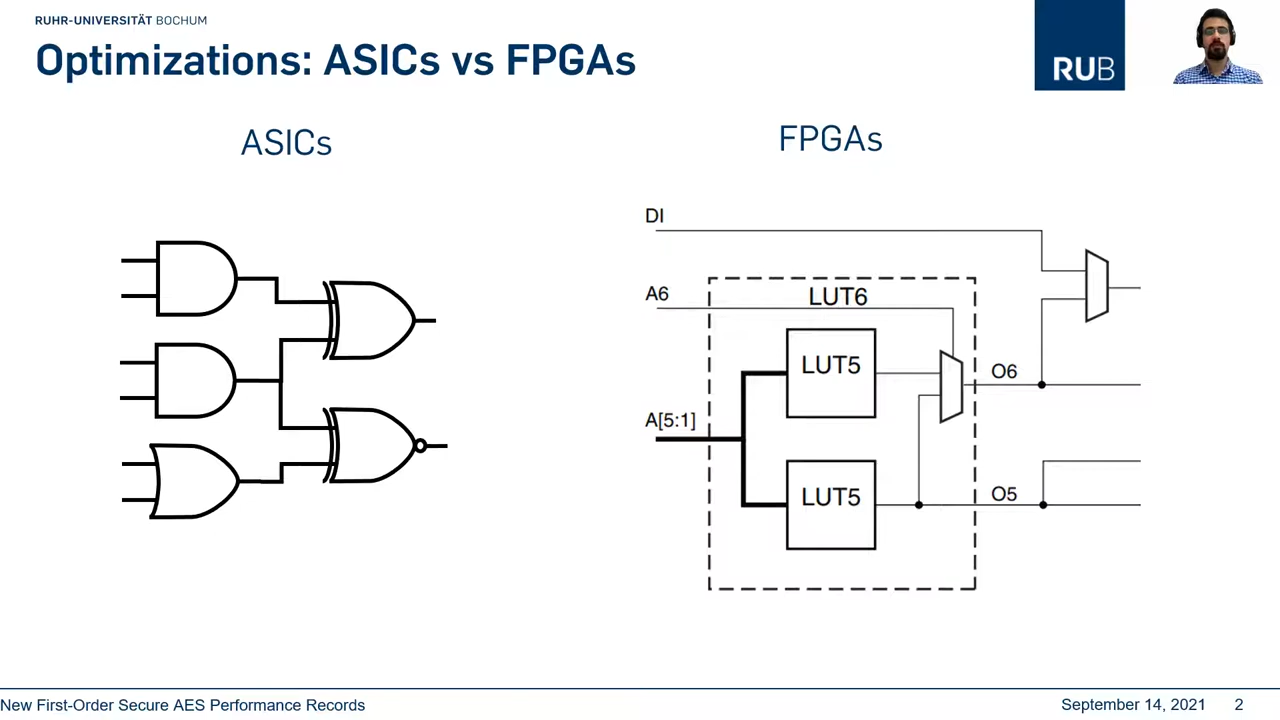 RUHR-UNIVERSITÄT BOCHUM
Optimizations: ASICs vs FPGAs
RUB
ASICs
FPGAs
DI
A6
LUT6
LUT5
O6
A[5:1]
LUT5
O5
New First-Order Secure AES Performance Records
September 14, 2021
2